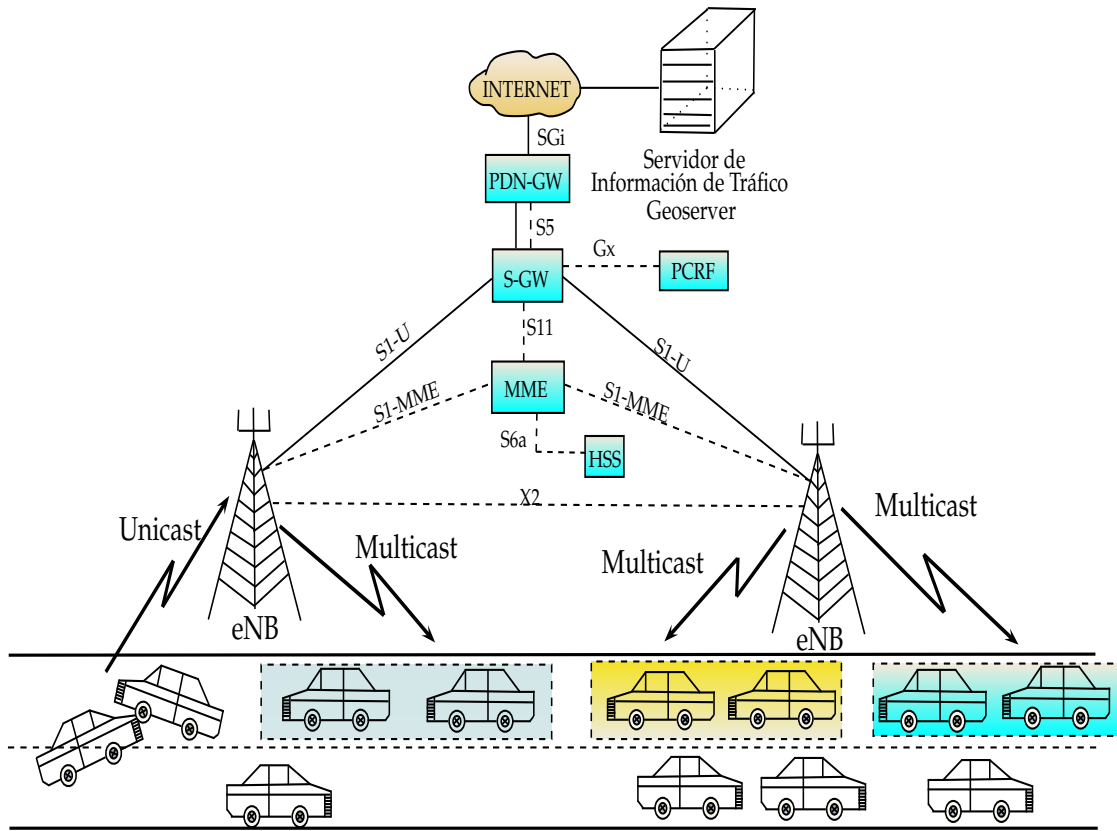 INTERNET
SGi
Servidor de
Información de Tráfico
Geoserver
PDN-GW
S5
Gx
S-GW
PCRF
S11
S1-U
S1-U
MME
S1-MME
S1-MME
S6a
HSS
X2
Unicast
Multicast
Multicast
Multicast
eNB
eNB